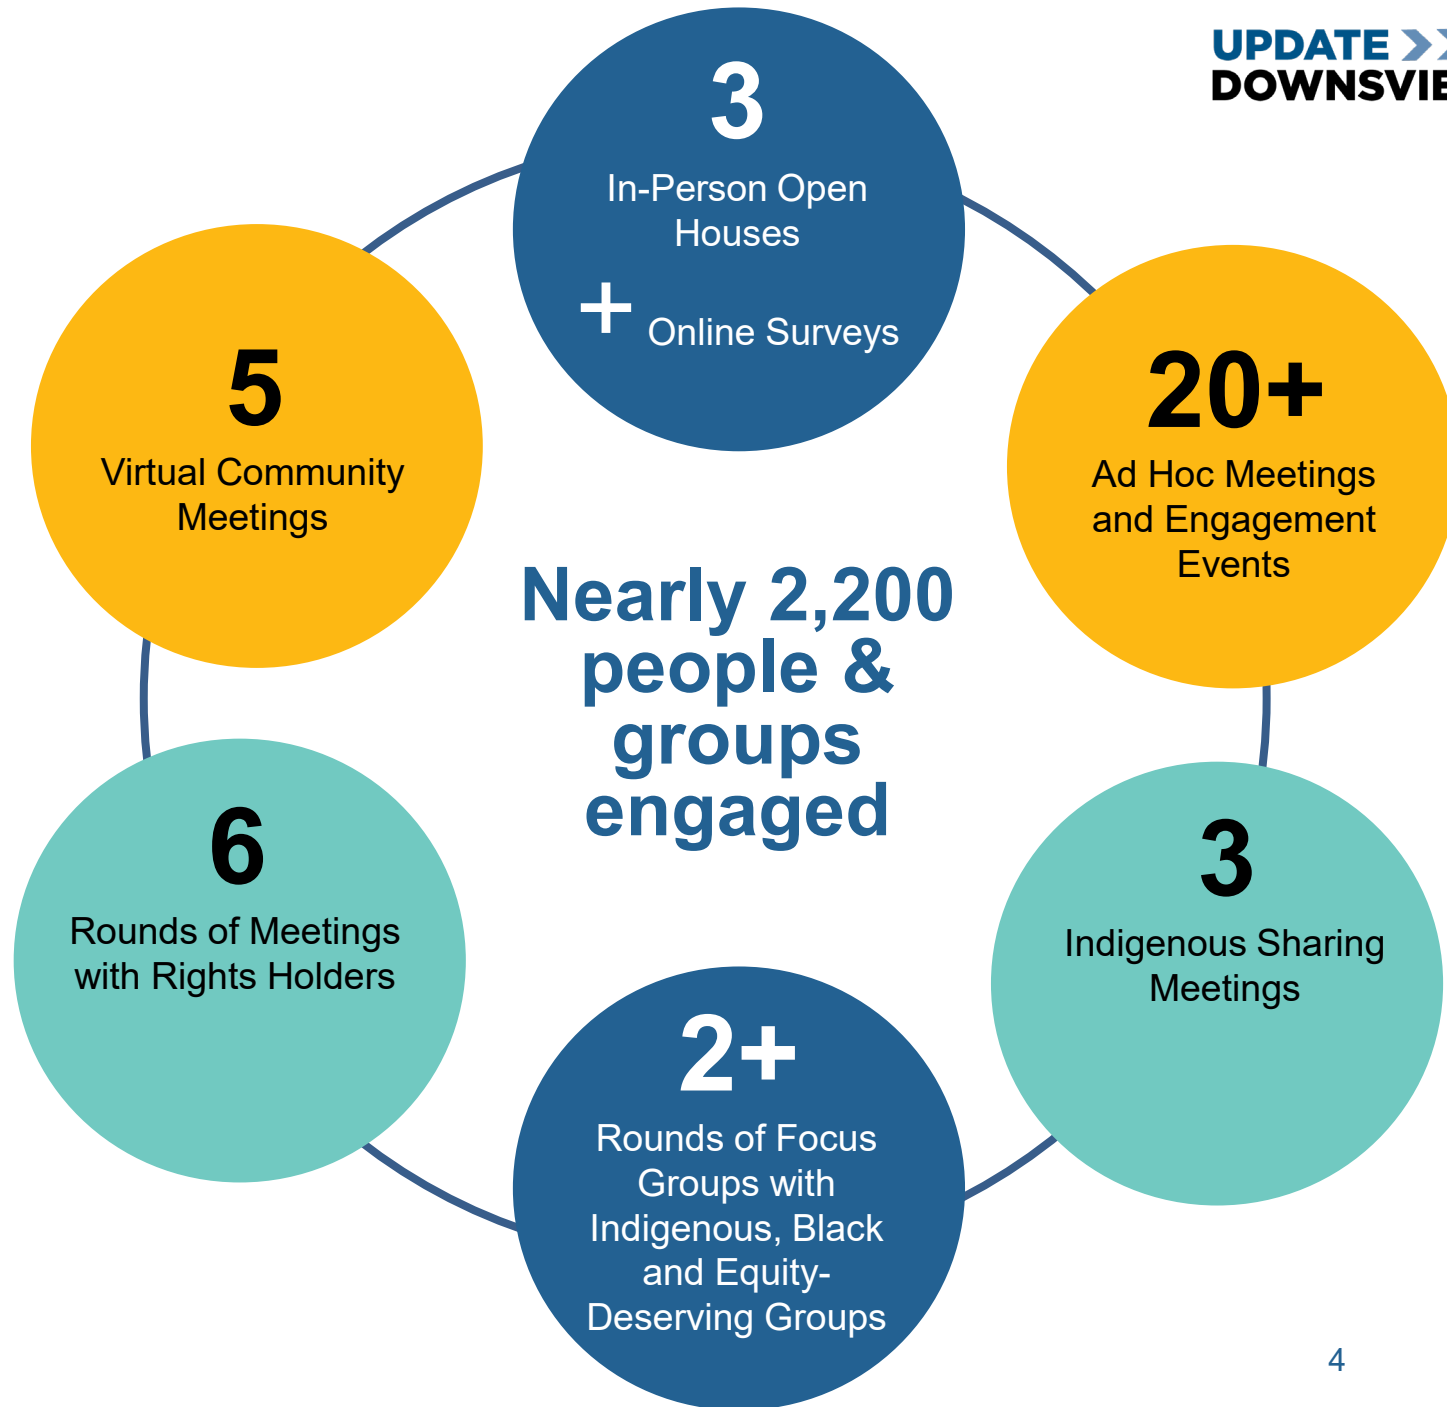 UPDATE
3
In-Person Open
Houses
+ Online Surveys
20+
Ad Hoc Meetings
and Engagement
Events
3
Indigenous Sharing
Meetings
2+
Rounds of Focus
Groups with
Indigenous, Black
and Equity-
Deserving Groups
6
Rounds of Meetings
with Rights Holders
5
Virtual Community
Meetings
Nearly 2,200
people &
groups
engaged
4